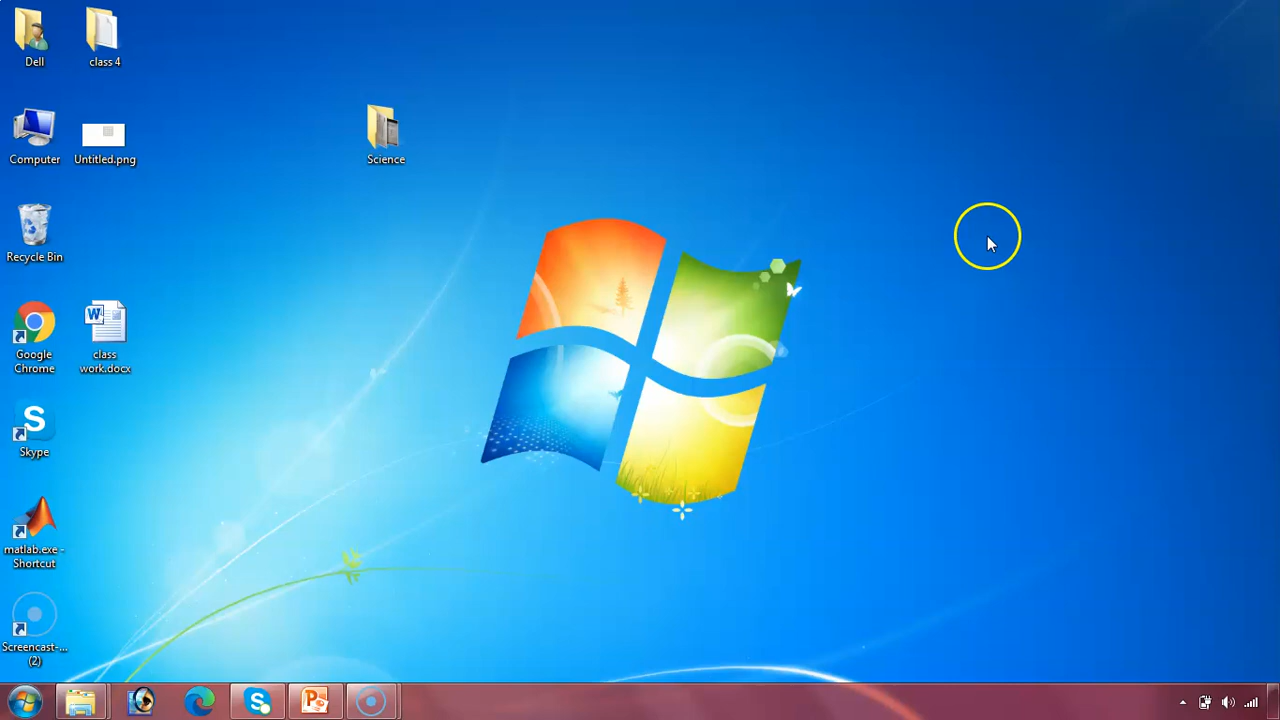 Dell
class 4
Computer
Untitled.png
Science
Recycle Bin
Google
Chrome
class
work.docx
Skype
matlab.exe -
Shortcut
Screencast-...
(2)